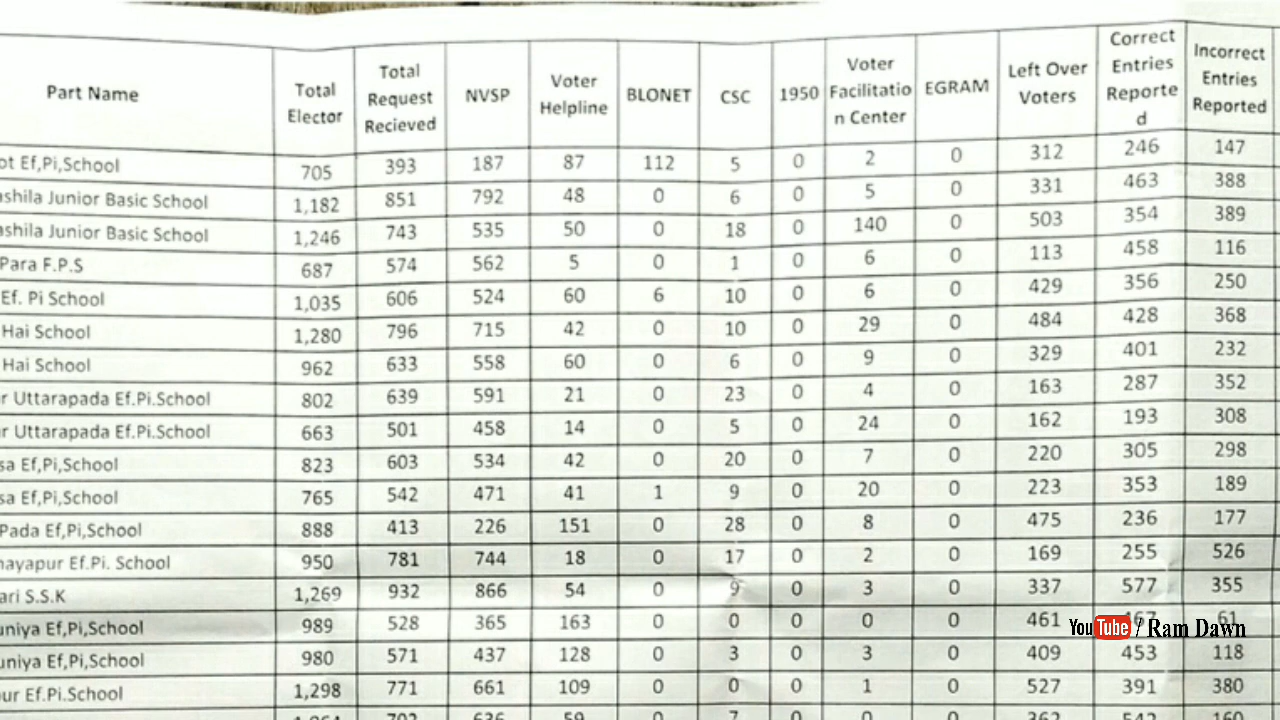 Part Name Total Elector Total Request Recieved NVSP Voter Helpline BLONET CSC 1950 Voter Facilitatio n Center EGRAM Left Over Voters Correct Entries Reporte d Incorrect Entries Reported
ot Ef,Pi,School 705 393 187 87 112 5 0 2 0 312 246 147
ashila Junior Basic School 1,182 851 792 48 0 6 0 5 0 331 463 388
ashila Junior Basic School 1,246 743 535 50 0 18 0 140 0 503 354 389
Para F.P.S 687 574 562 5 0 1 0 6 0 113 458 116
Ef. Pi School 1,035 606 524 60 6 10 0 6 0 429 356 250
Hai School 1,280 796 715 42 0 10 0 29 0 484 428 368
Hai School 962 633 558 60 0 6 0 9 0 329 401 232
r Uttarapada Ef.Pi.School 802 639 591 21 0 23 0 4 0 163 287 352
ur Uttarapada Ef.Pi.School 663 501 458 14 0 5 0 24 0 162 193 308
sa Ef,Pi,School 823 603 534 42 0 20 0 7 0 220 305 298
sa Ef,Pi,School 765 542 471 41 1 9 0 20 0 223 353 189
Pada Ef,Pi,School 888 413 226 151 0 28 0 8 0 475 236 177
hayapur Ef.Pi. School 950 781 744 18 0 17 0 2 0 169 255 526
ari S.S.K 1,269 932 866 54 0 9 0 3 0 337 577 355
uniya Ef,Pi,School 989 528 365 163 0 0 0 0 0 461 467 61
uniya Ef,Pi,School 980 571 437 128 0 3 0 3 0 409 453 118
ur Ef.Pi.School 1,298 771 661 109 0 0 0 1 0 527 391 380
YouTube / Ram Dawn